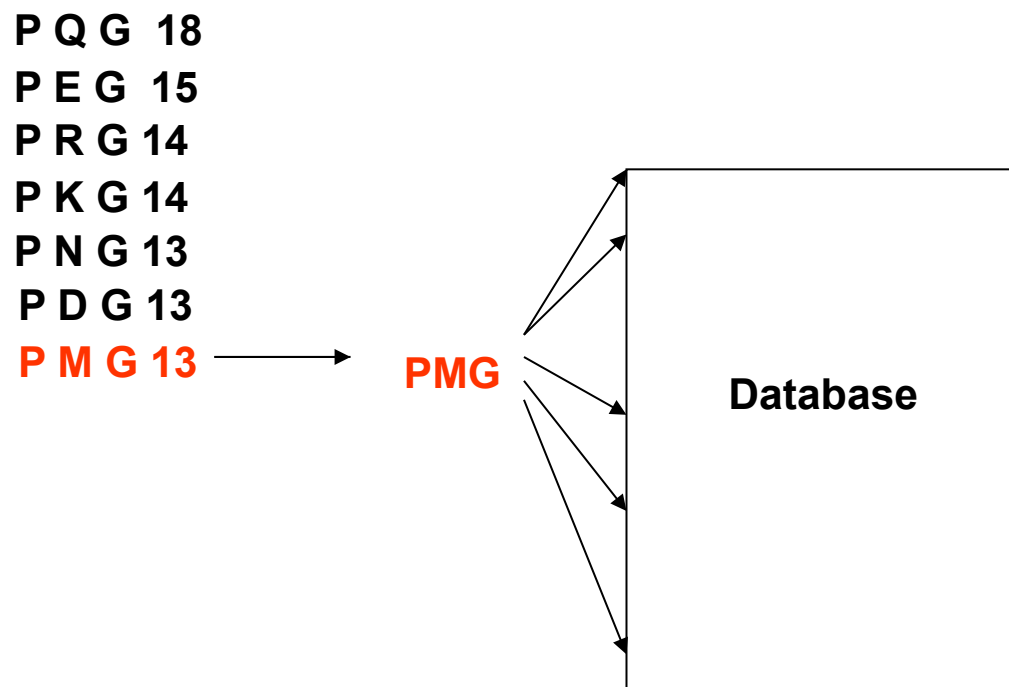 P Q G 18
P E G 15
P R G 14
P K G 14
P N G 13
P D G 13
P M G 13
PMG
Database